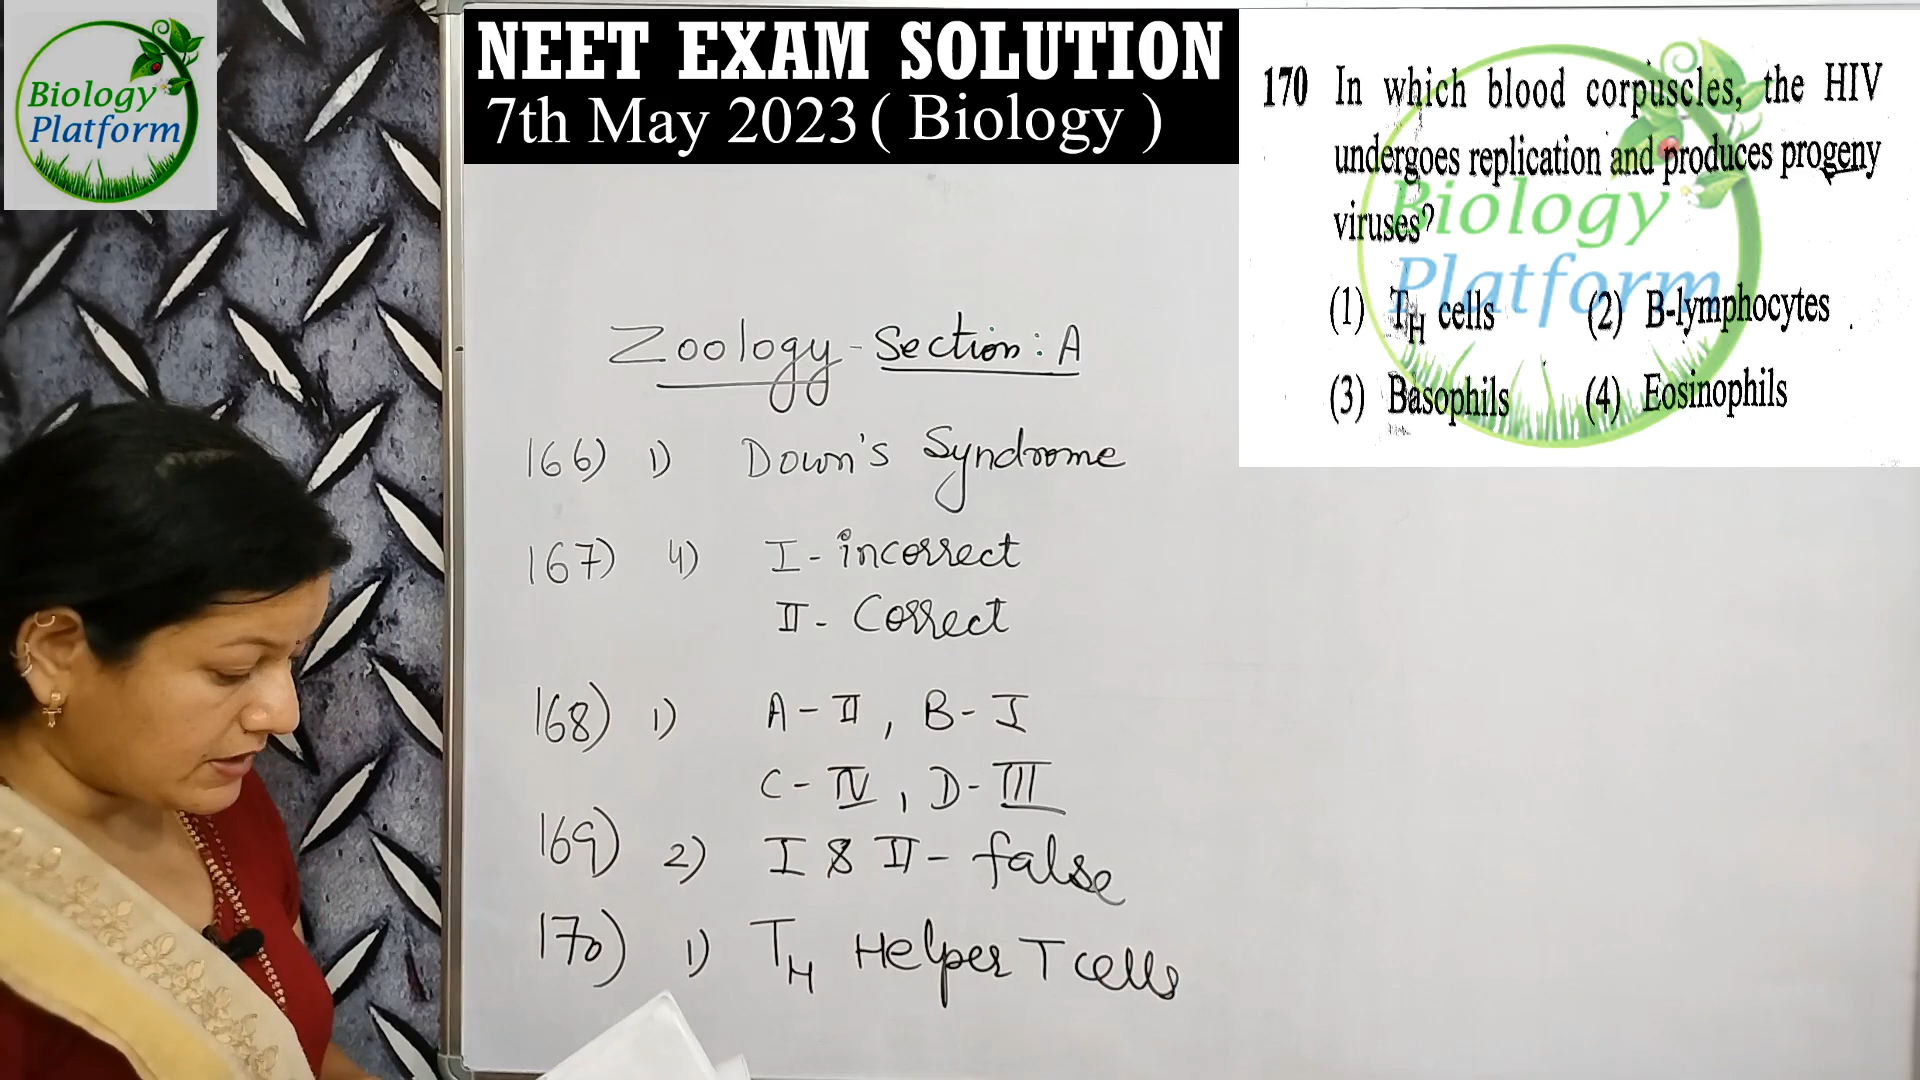 Biology
Platform
NEET EXAM SOLUTION
7th May 2023 ( Biology )
170 In which blood corpuscles, the HIV
undergoes replication and produces progeny
viruses?
(1) TH cells (2) B-lymphocytes
(3) Basophils (4) Eosinophils
Biology
Platform
Zoology - Section : A
166) 1) Down's Syndrome
167) 4) I - incorrect
II - Correct
168) 1) A - II , B - I
C - IV , D - III
169) 2) I & II - false
170) 1) TH Helper T cells